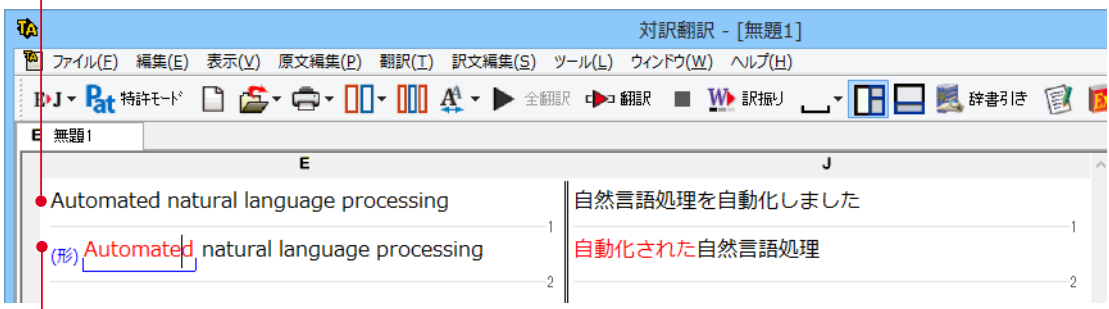 対訳翻訳 - [無題1]
ファイル(F) 編集(E) 表示(V) 原文編集(P) 翻訳(T) 訳文編集(S) ツール(L) ウィンドウ(W) ヘルプ(H)
E▶J Pat 特許モード 全翻訳 翻訳 W 訳振り 辞書引き
E 無題1
E J
Automated natural language processing 自然言語処理を自動化しました
1 1
(形) Automated natural language processing 自動化された自然言語処理
2 2